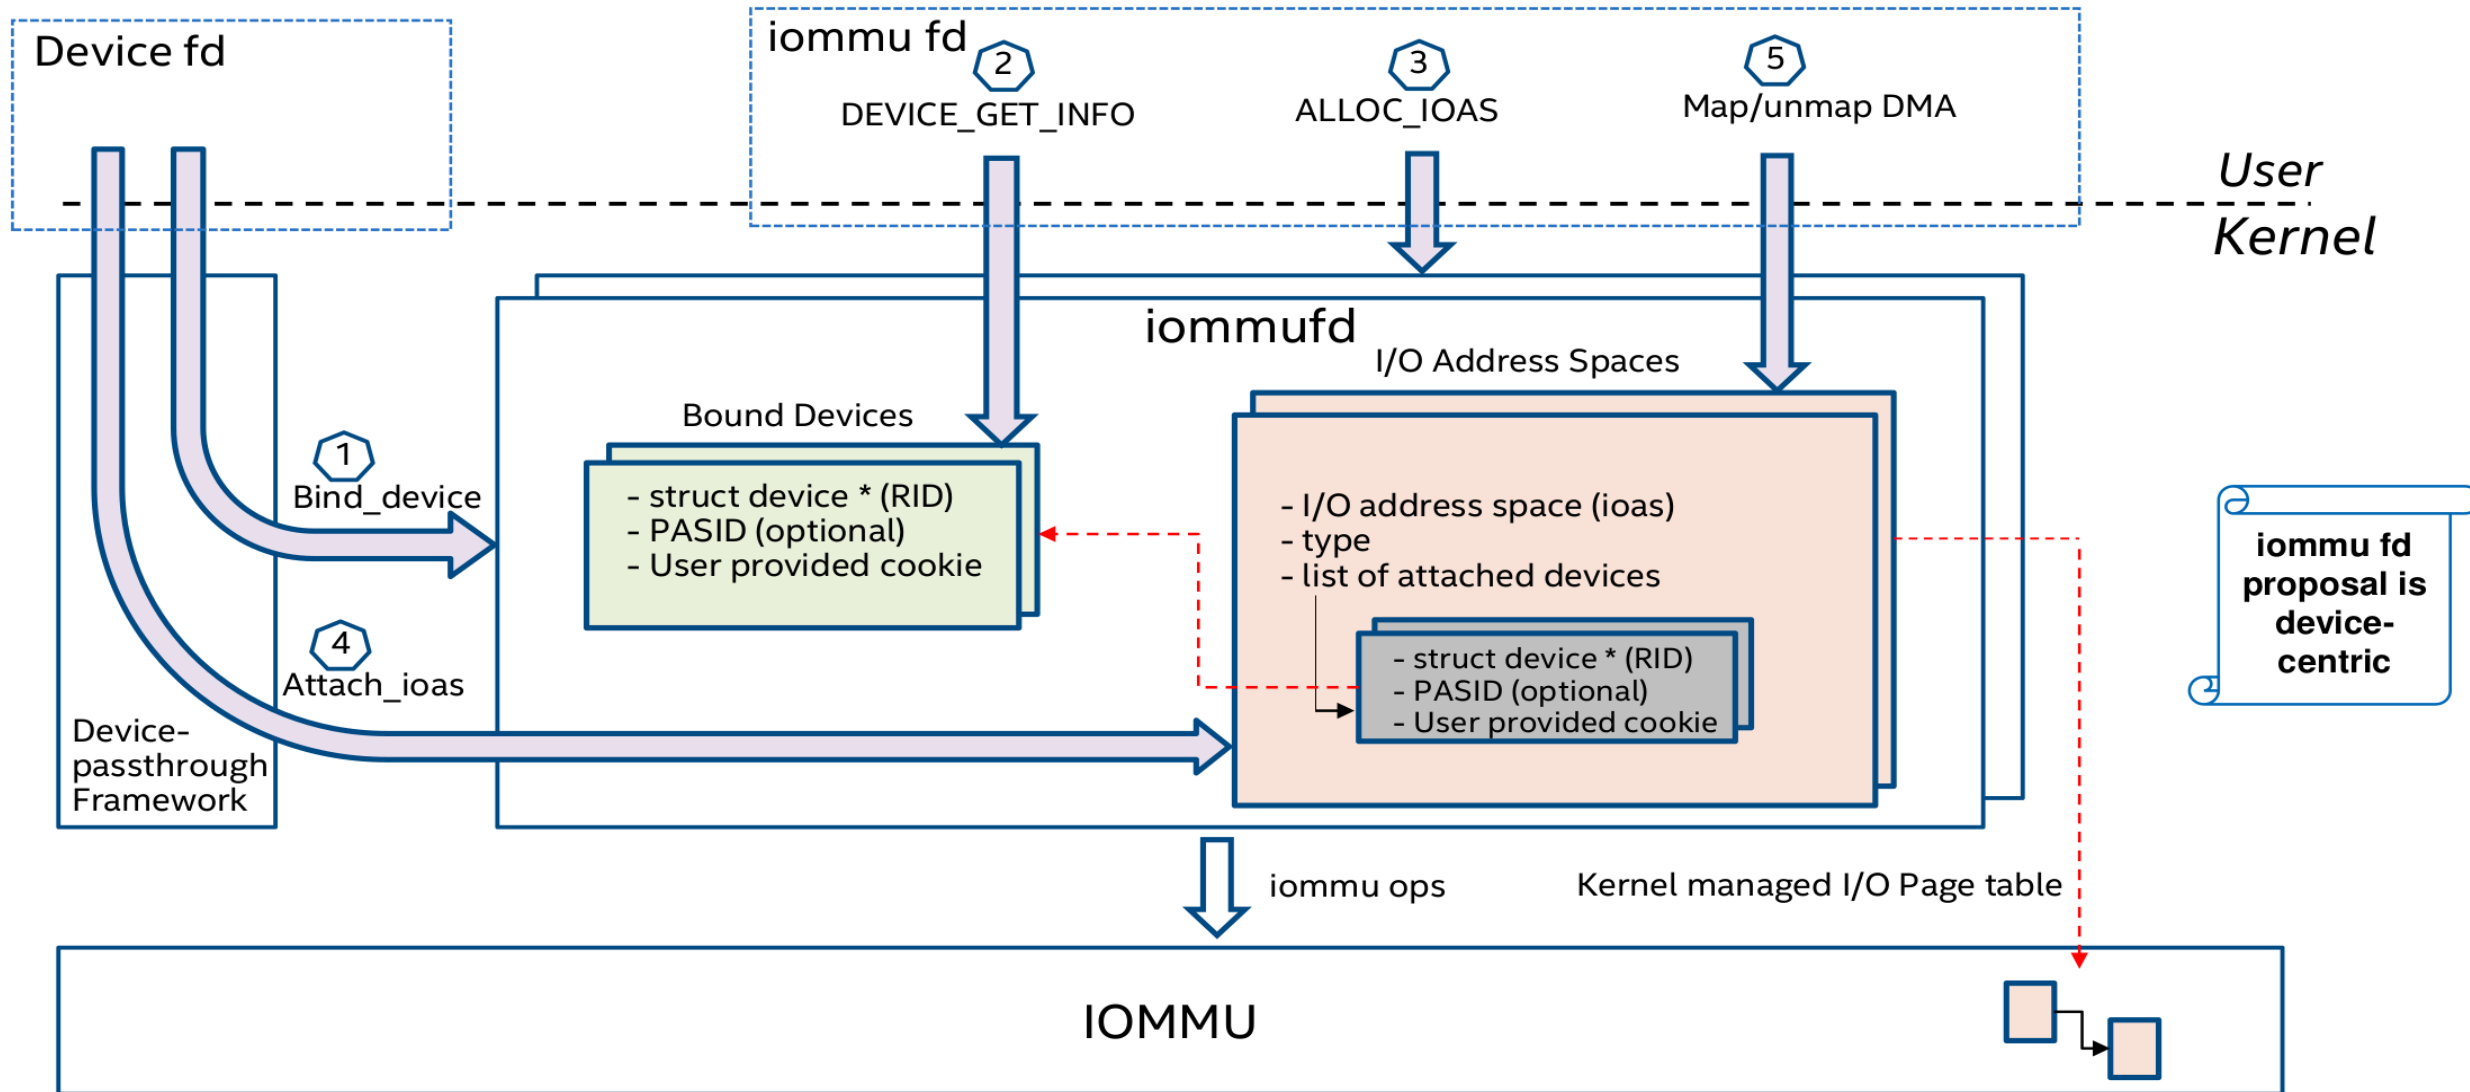 Device fd
iommu fd
2
DEVICE_GET_INFO
3
ALLOC_IOAS
5
Map/unmap DMA
User
Kernel
iommufd
I/O Address Spaces
Bound Devices
- struct device * (RID)
- PASID (optional)
- User provided cookie
1
Bind_device
- I/O address space (ioas)
- type
- list of attached devices
- struct device * (RID)
- PASID (optional)
- User provided cookie
4
Attach_ioas
Device-
passthrough
Framework
iommu fd
proposal is
device-
centric
iommu ops
Kernel managed I/O Page table
IOMMU